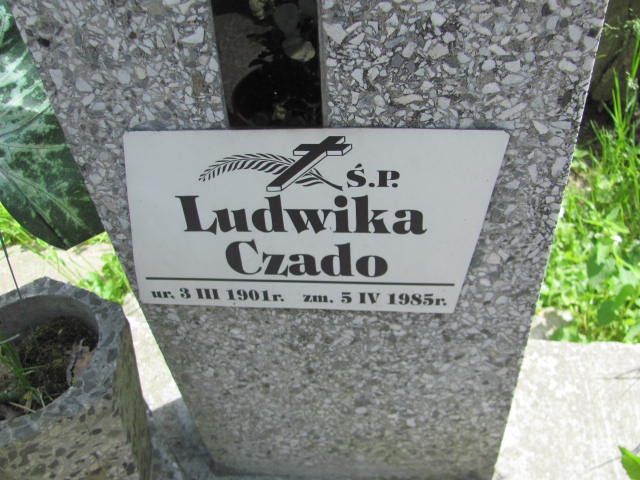 Ś.P.
Ludwika
Czado
ur. 3 III 1901r. zm. 5 IV 1985r.